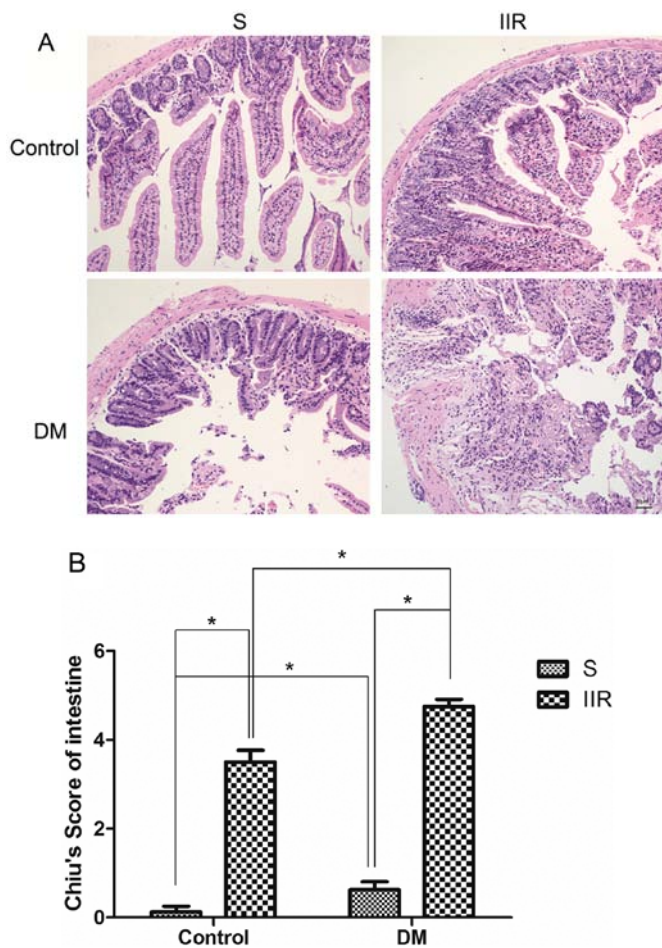 A
S
IIR
Control
DM
B
Chiu's Score of intestine
6
4
2
0
*
*
*
*
S
IIR
Control
DM